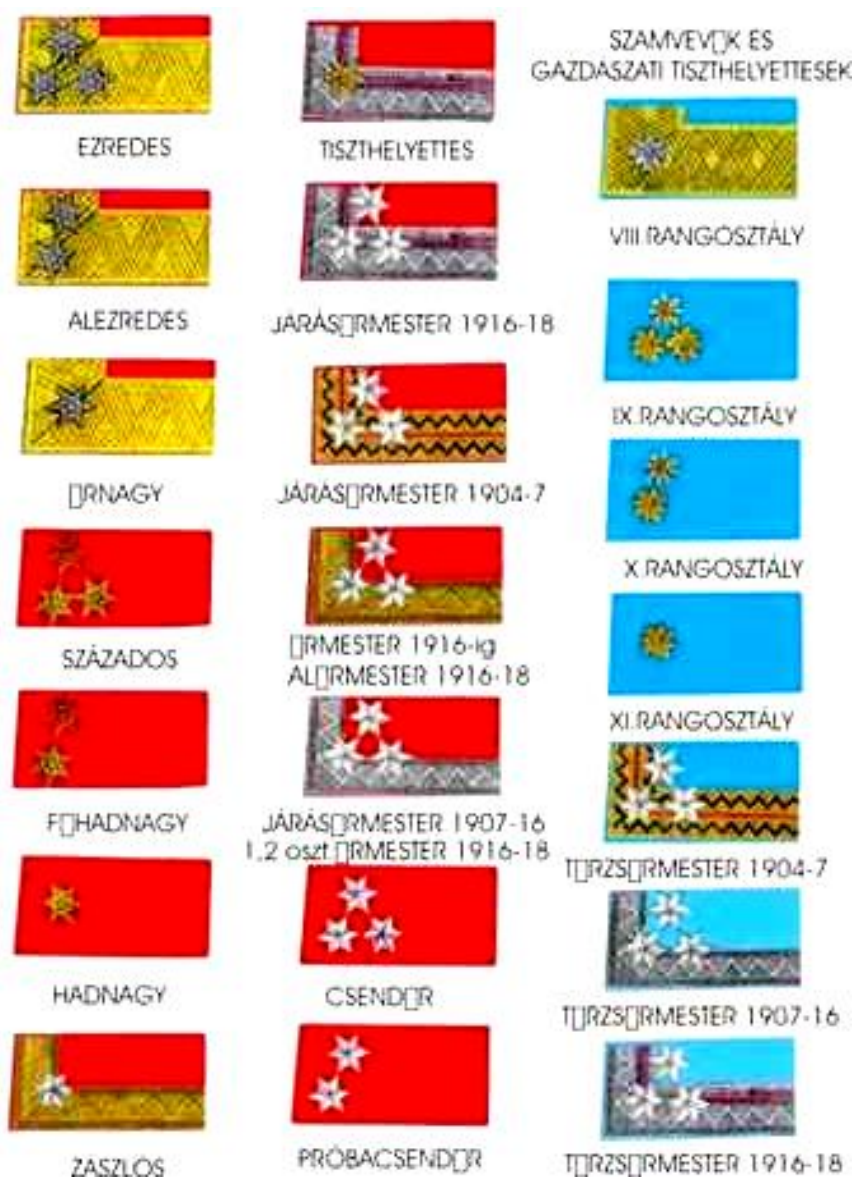 EZREDES
ALEZREDES
▯RNAGY
SZÁZADOS
F▯HADNAGY
HADNAGY
ZASZLOS
TISZTHELYETTES
JÁRÁS▯RMESTER 1916-18
JÁRÁS▯RMESTER 1904-7
▯RMESTER 1916-ig
AL▯RMESTER 1916-18
JÁRÁS▯RMESTER 1907-16
1,2 oszt.▯RMESTER 1916-18
CSEND▯R
PRÓBACSEND▯R
SZAMVEV▯K ES
GAZDASZATI TISZTHELYETTESEK
VIII.RANGOSZTÁLY
IX.RANGOSZTÁLY
X.RANGOSZTÁLY
XI.RANGOSZTÁLY
T▯RZS▯RMESTER 1904-7
T▯RZS▯RMESTER 1907-16
T▯RZS▯RMESTER 1916-18